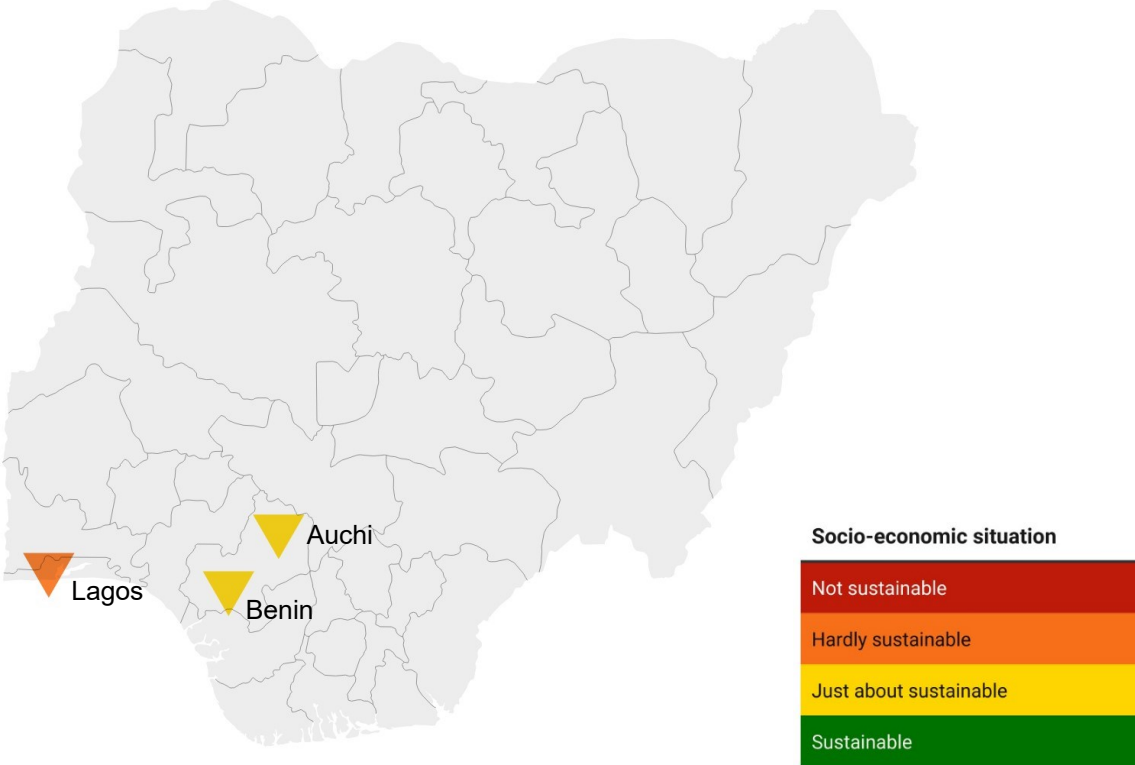 Auchi
Lagos
Benin
Socio-economic situation
Not sustainable
Hardly sustainable
Just about sustainable
Sustainable